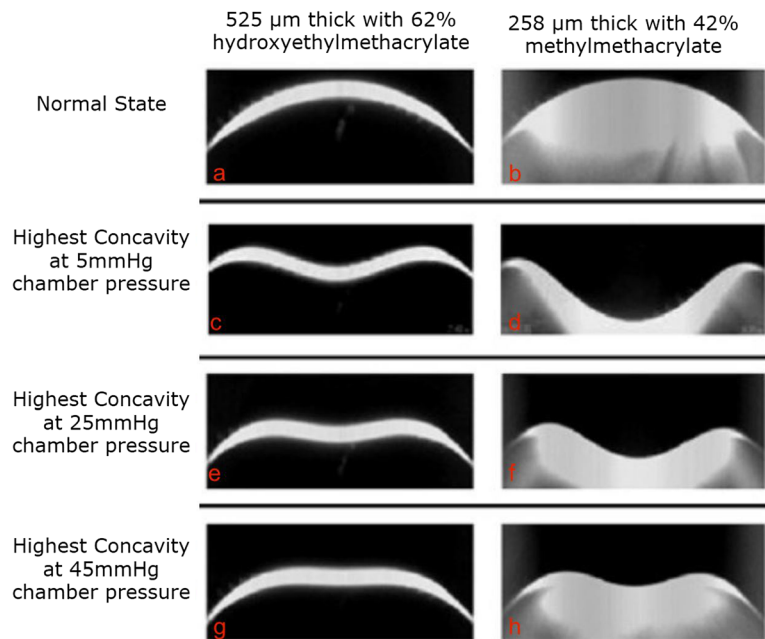 525 µm thick with 62%
hydroxyethylmethacrylate
258 µm thick with 42%
methylmethacrylate
Normal State
a
b
Highest Concavity
at 5mmHg
chamber pressure
c
d
Highest Concavity
at 25mmHg
chamber pressure
e
f
Highest Concavity
at 45mmHg
chamber pressure
g
h